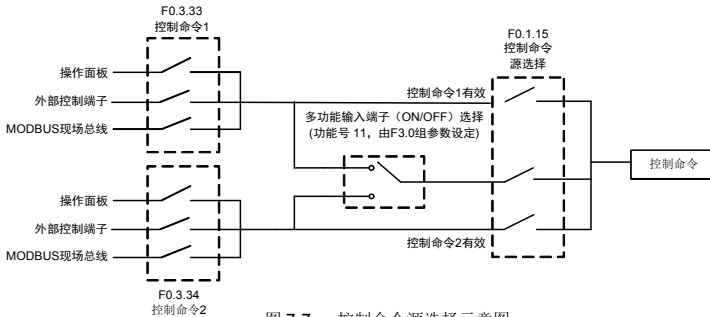 F0.3.33
控制命令1
操作面板
外部控制端子
MODBUS现场总线
F0.1.15
控制命令
源选择
控制命令1有效
多功能输入端子（ON/OFF）选择
(功能号 11，由F3.0组参数设定)
控制命令
操作面板
外部控制端子
MODBUS现场总线
控制命令2有效
F0.3.34
控制命令2